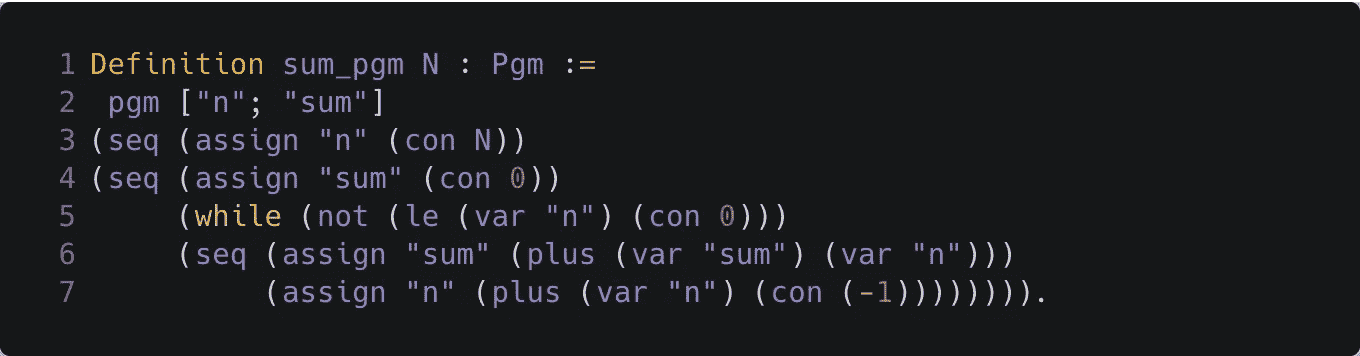 1 Definition sum_pgm N : Pgm :=
2  pgm ["n"; "sum"]
3 (seq (assign "n" (con N))
4 (seq (assign "sum" (con 0))
5      (while (not (le (var "n") (con 0)))
6      (seq (assign "sum" (plus (var "sum") (var "n")))
7           (assign "n" (plus (var "n") (con (-1)))))))).